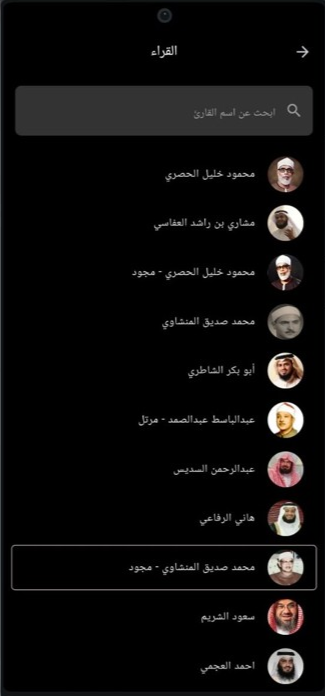 القراء
ابحث عن اسم القارئ
محمود خليل الحصري
مشاري بن راشد العفاسي
محمود خليل الحصري - مجود
محمد صديق المنشاوي
أبو بكر الشاطري
عبدالباسط عبدالصمد - مرتل
عبدالرحمن السديس
هاني الرفاعي
محمد صديق المنشاوي - مجود
سعود الشريم
احمد العجمي